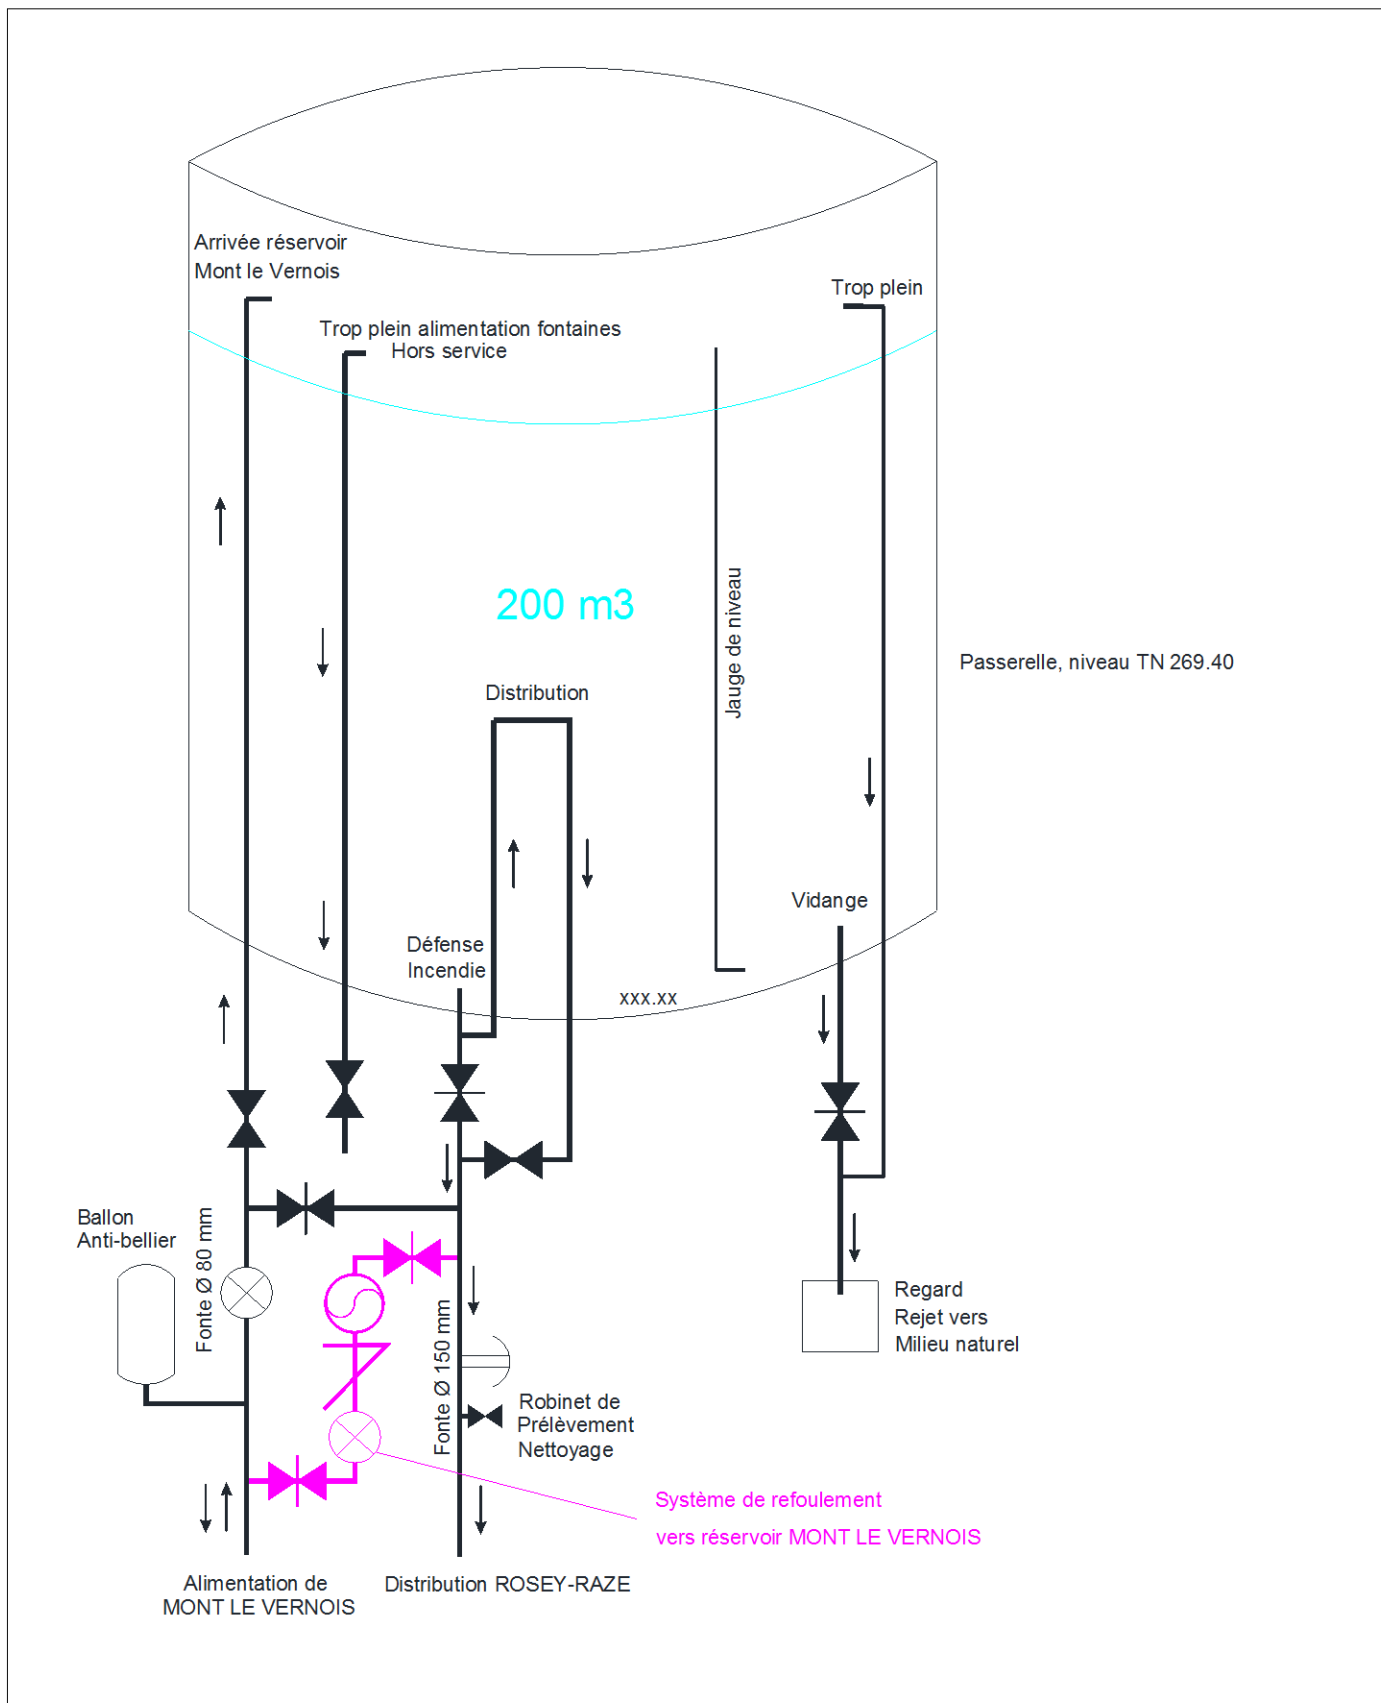 Arrivée réservoir
Mont le Vernois
Trop plein
Trop plein alimentation fontaines
Hors service
200 m3
Jauge de niveau
Passerelle, niveau TN 269.40
Distribution
Vidange
Défense
Incendie
xxx.xx
Ballon
Anti-bellier
Fonte Ø 80 mm
Fonte Ø 150 mm
Regard
Rejet vers
Milieu naturel
Robinet de
Prélèvement
Nettoyage
Système de refoulement
vers réservoir MONT LE VERNOIS
Alimentation de
MONT LE VERNOIS
Distribution ROSEY-RAZE